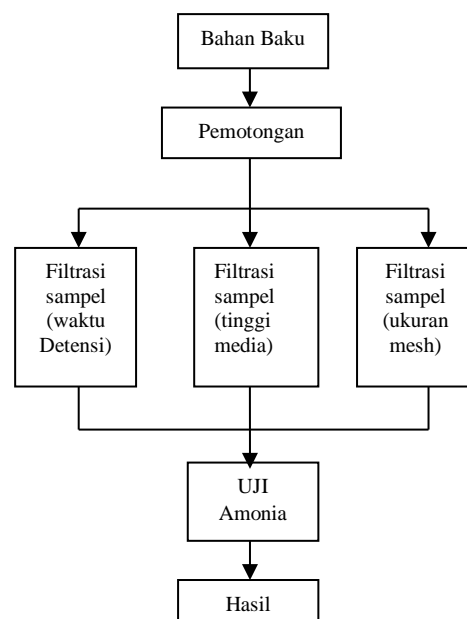 Bahan Baku
Pemotongan
Filtrasi
sampel
(waktu
Detensi)
Filtrasi
sampel
(tinggi
media)
Filtrasi
sampel
(ukuran
mesh)
UJI
Amonia
Hasil